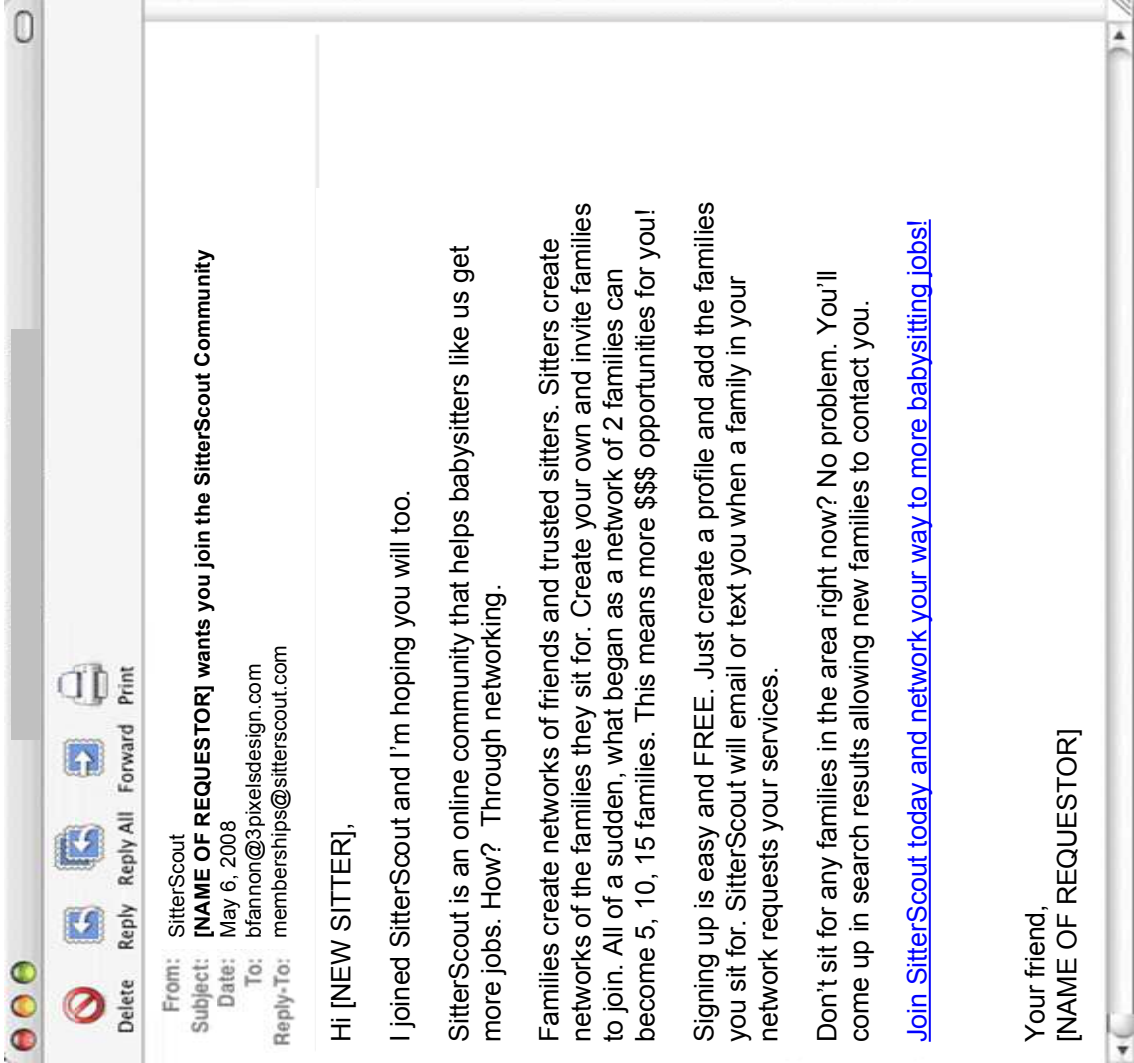 Delete Reply Reply All Forward Print
From: SitterScout
Subject: [NAME OF REQUESTOR] wants you join the SitterScout Community
Date: May 6, 2008
To: bfannon@3pixelsdesign.com
Reply-To: memberships@sitterscout.com
Hi [NEW SITTER],
I joined SitterScout and I'm hoping you will too.
SitterScout is an online community that helps babysitters like us get
more jobs. How? Through networking.
Families create networks of friends and trusted sitters. Sitters create
networks of the families they sit for. Create your own and invite families
to join. All of a sudden, what began as a network of 2 families can
become 5, 10, 15 families. This means more $$$ opportunities for you!
Signing up is easy and FREE. Just create a profile and add the families
you sit for. SitterScout will email or text you when a family in your
network requests your services.
Don't sit for any families in the area right now? No problem. You'll
come up in search results allowing new families to contact you.
Join SitterScout today and network your way to more babysitting jobs!
Your friend,
[NAME OF REQUESTOR]